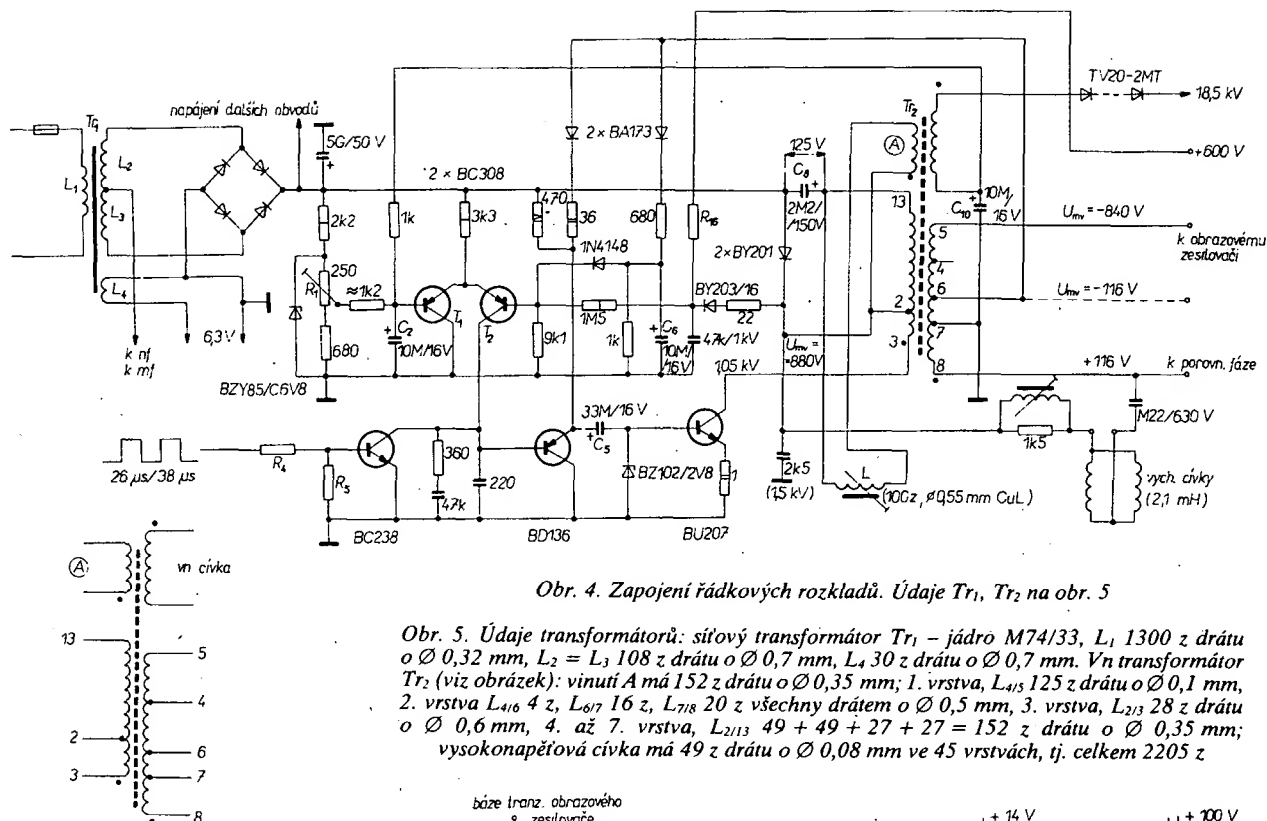 Tr1
L1
L2
L3
L4
napájení dalších obvodů
5G/50 V
+
2k2
250
R1
≈1k2
680
BZY85/C6V8
6,3 V
k nf
k mf
2 × BC308
1k
3k3
T1
T2
C2
10M/16V
470
36
2 × BA173
680
1N4148
1M5
9k1
1k
C6
10M/
16V
R16
BY203/16
22
47k/1kV
2×BY201
125 V
C8
2M2/
/150V
Umv=
=880V
1,05 kV
Tr2
A
13
2
3
5
4
6
7
8
C10
10M/
16 V
TV20-2MT
18,5 kV
+600 V
Umv = -840 V
k obrazovému
zesilovači
Umv = -116 V
+116 V
k porovn. fáze
M22/630 V
1k5
vych. cívky
(2,1 mH)
26 µs/38 µs
R4
R5
BC238
360
47k
220
BD136
33M/16 V
+C5
BZ102/2V8
BU207
1
2k5
(1,5 kV)
L
(100z, ø0,55 mm CuL)
A
vn cívka
13
2
3
5
4
6
7
8
Obr. 4. Zapojení řádkových rozkladů. Údaje Tr1, Tr2 na obr. 5
Obr. 5. Údaje transformátorů: síťový transformátor Tr1 – jádro M74/33, L1 1300 z drátu
o Ø 0,32 mm, L2 = L3 108 z drátu o Ø 0,7 mm, L4 30 z drátu o Ø 0,7 mm. Vn transformátor
Tr2 (viz obrázek): vinutí A má 152 z drátu o Ø 0,35 mm; 1. vrstva, L4/5 125 z drátu o Ø 0,1 mm,
2. vrstva L4/6 4 z, L6/7 16 z, L7/8 20 z všechny drátem o Ø 0,5 mm, 3. vrstva, L2/3 28 z drátu
o Ø 0,6 mm, 4. až 7. vrstva, L2/13 49 + 49 + 27 + 27 = 152 z drátu o Ø 0,35 mm;
vysokonapěťová cívka má 49 z drátu o Ø 0,08 mm ve 45 vrstvách, tj. celkem 2205 z
báze tranz. obrazového
zesilovače
+ 14 V
+ 100 V